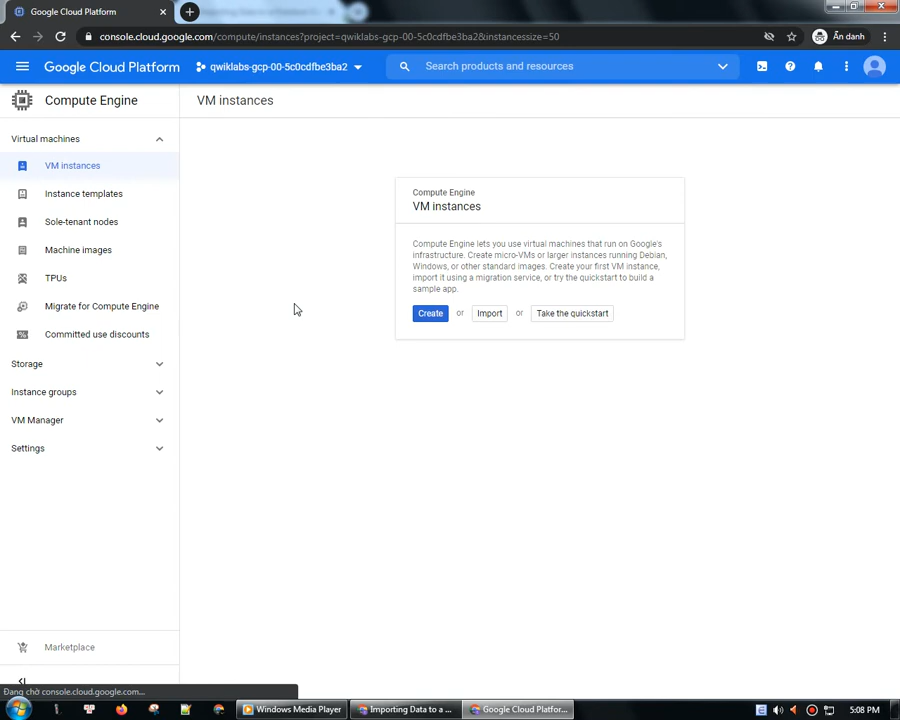 Google Cloud Platform
Importing Data to a Firestore D
console.cloud.google.com/compute/instances?project=qwiklabs-gcp-00-5c0cdfbe3ba2&instancessize=50
Ẩn danh
Google Cloud Platform
qwiklabs-gcp-00-5c0cdfbe3ba2
Search products and resources
Compute Engine
VM instances
Virtual machines
VM instances
Instance templates
Sole-tenant nodes
Machine images
TPUs
Migrate for Compute Engine
Committed use discounts
Storage
Instance groups
VM Manager
Settings
Compute Engine
VM instances
Compute Engine lets you use virtual machines that run on Google's
infrastructure. Create micro-VMs or larger instances running Debian,
Windows, or other standard images. Create your first VM instance,
import it using a migration service, or try the quickstart to build a
sample app.
Create or Import or Take the quickstart
Marketplace
Đang chờ console.cloud.google.com...
Windows Media Player
Importing Data to a ...
Google Cloud Platfor...
5:08 PM